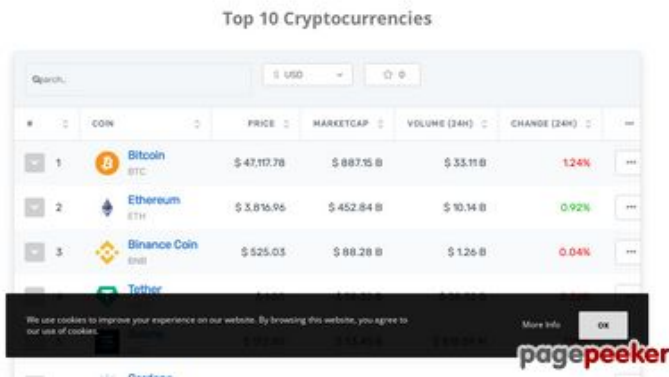 Top 10 Cryptocurrencies
Search..
$ USD
0
# COIN PRICE MARKETCAP VOLUME (24H) CHANGE (24H) ...
1 Bitcoin $ 47,117.78 $ 887.15 B $ 33.11 B 1.24% ...
BTC
2 Ethereum $ 3,816.96 $ 452.84 B $ 10.14 B 0.92% ...
ETH
3 Binance Coin $ 525.03 $ 88.28 B $ 1.26 B 0.04% ...
BNB
Tether
We use cookies to improve your experience on our website. By browsing this website, you agree to
our use of cookies.
More Info
OK
pagepeeker